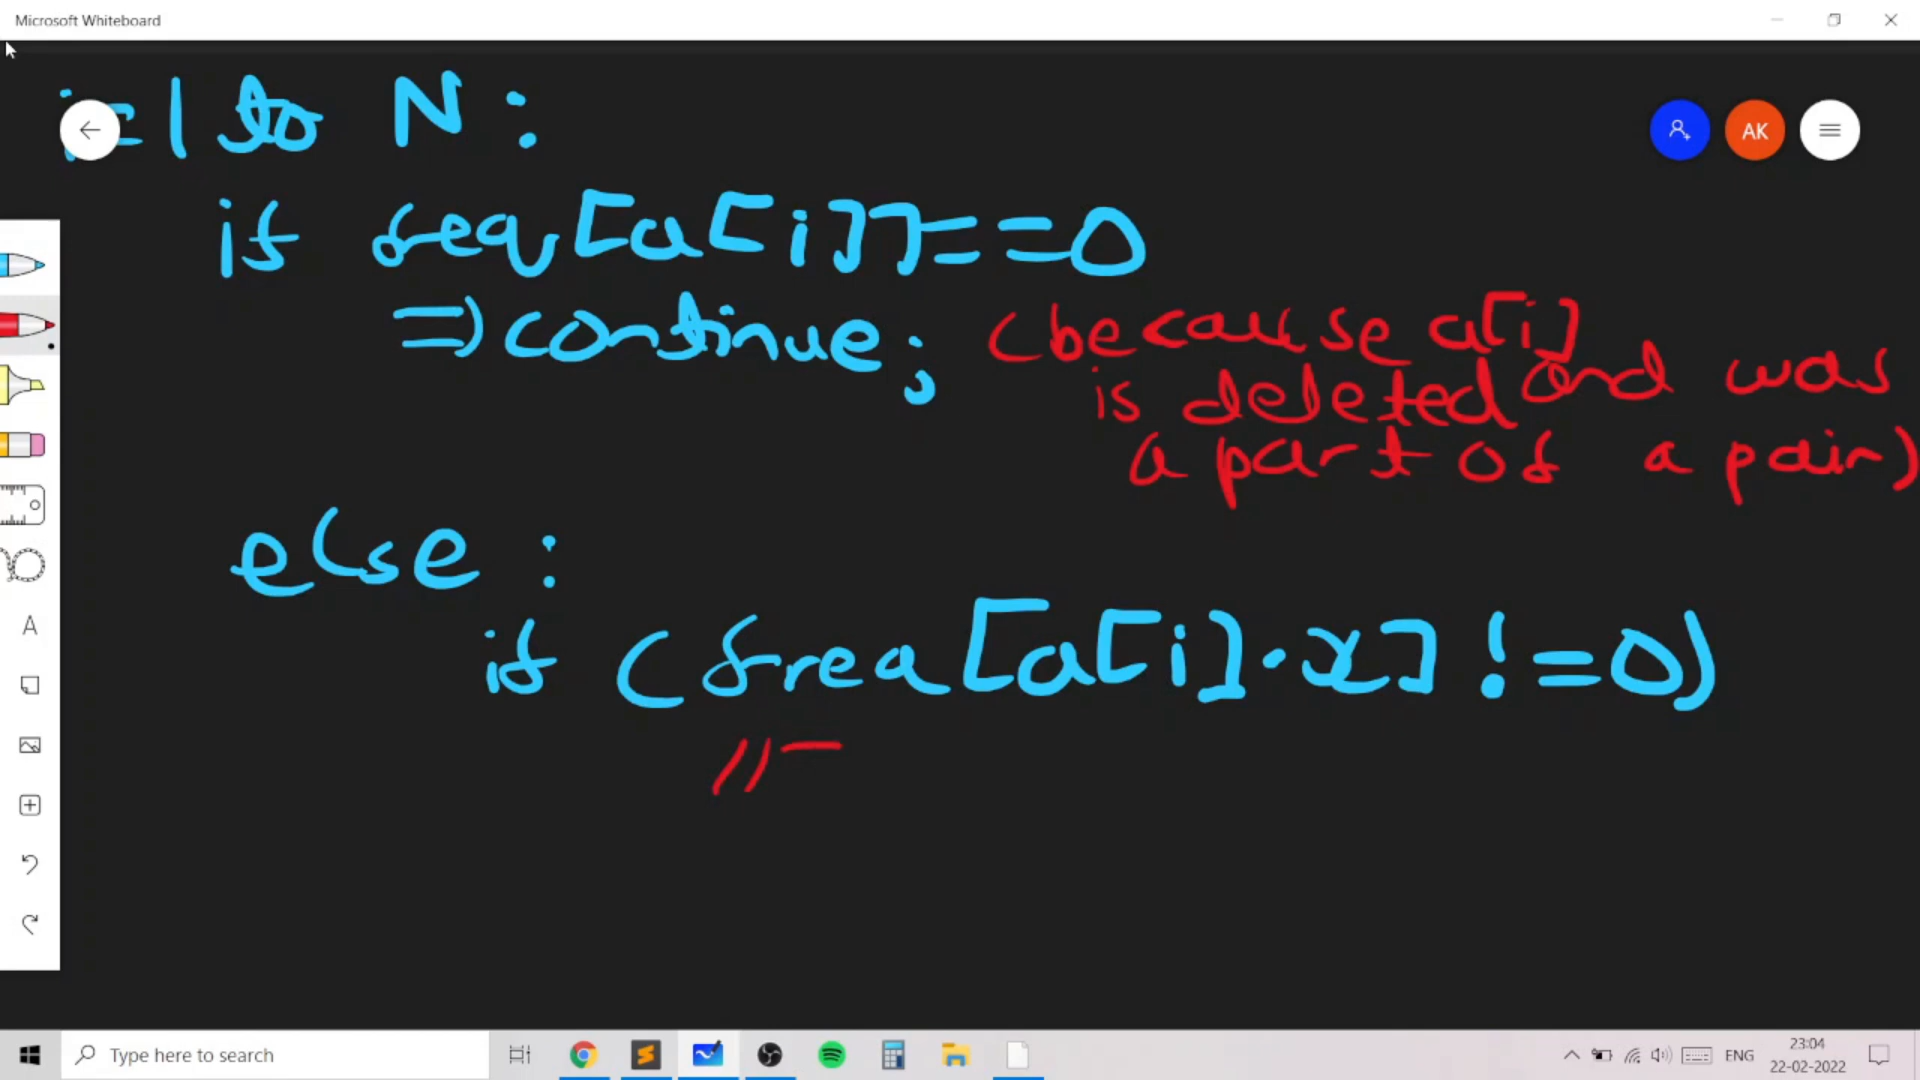 Microsoft Whiteboard
i=1 to N :
AK
if freq[a[i]]==0
=> continue; (because a[i]
is deleted and was
a part of a pair)
else :
if (freq[a[i]·x] !=0)
//
A
Type here to search
ENG
23:04
22-02-2022